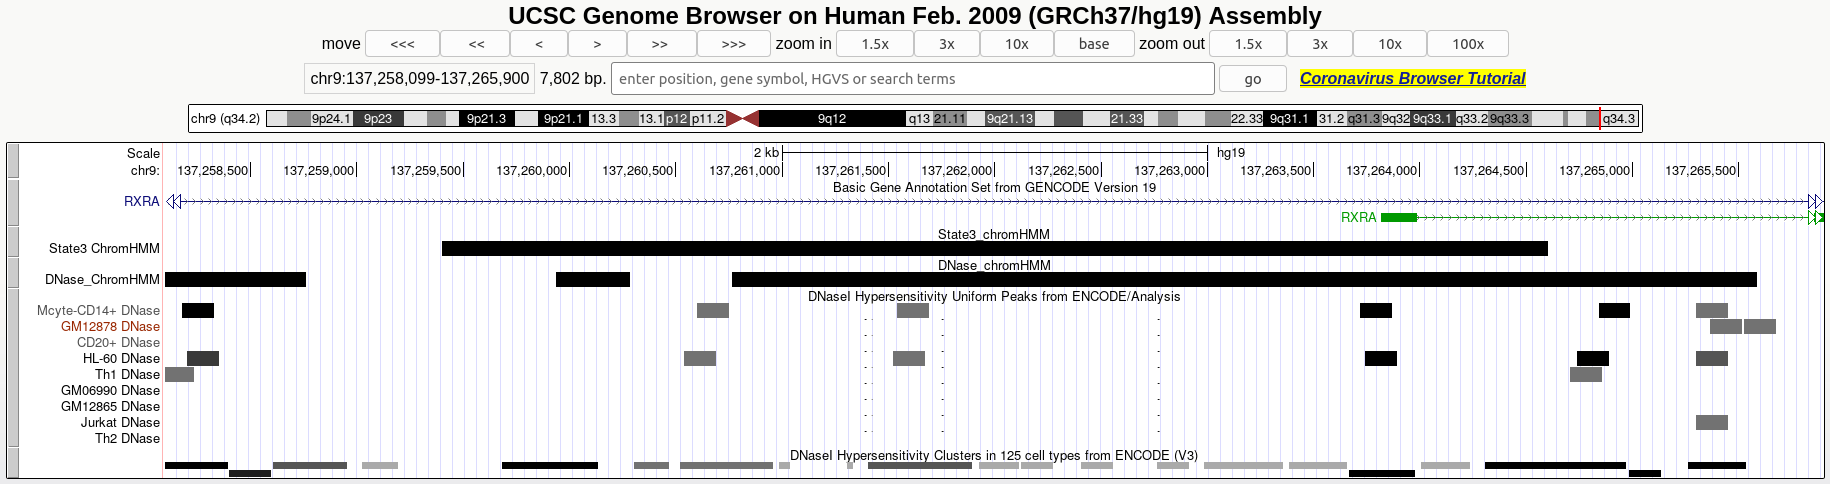 UCSC Genome Browser on Human Feb. 2009 (GRCh37/hg19) Assembly
move <<< << < > >> >>> zoom in 1.5x 3x 10x base zoom out 1.5x 3x 10x 100x
chr9:137,258,099-137,265,900 7,802 bp. enter position, gene symbol, HGVS or search terms go Coronavirus Browser Tutorial
chr9 (q34.2) 9p24.1 9p23 9p21.3 9p21.1 13.3 13.1 p12 p11.2 9q12 q13 21.11 9q21.13 21.33 22.33 9q31.1 31.2 q31.3 9q32 9q33.1 q33.2 9q33.3 q34.3
Scale 2 kb hg19
chr9: 137,258,500 137,259,000 137,259,500 137,260,000 137,260,500 137,261,000 137,261,500 137,262,000 137,262,500 137,263,000 137,263,500 137,264,000 137,264,500 137,265,000 137,265,500
Basic Gene Annotation Set from GENCODE Version 19
RXRA
RXRA
State3_chromHMM
State3 ChromHMM
DNase_chromHMM
DNase_ChromHMM
DNaseI Hypersensitivity Uniform Peaks from ENCODE/Analysis
Mcyte-CD14+ DNase
GM12878 DNase
CD20+ DNase
HL-60 DNase
Th1 DNase
GM06990 DNase
GM12865 DNase
Jurkat DNase
Th2 DNase
DNaseI Hypersensitivity Clusters in 125 cell types from ENCODE (V3)